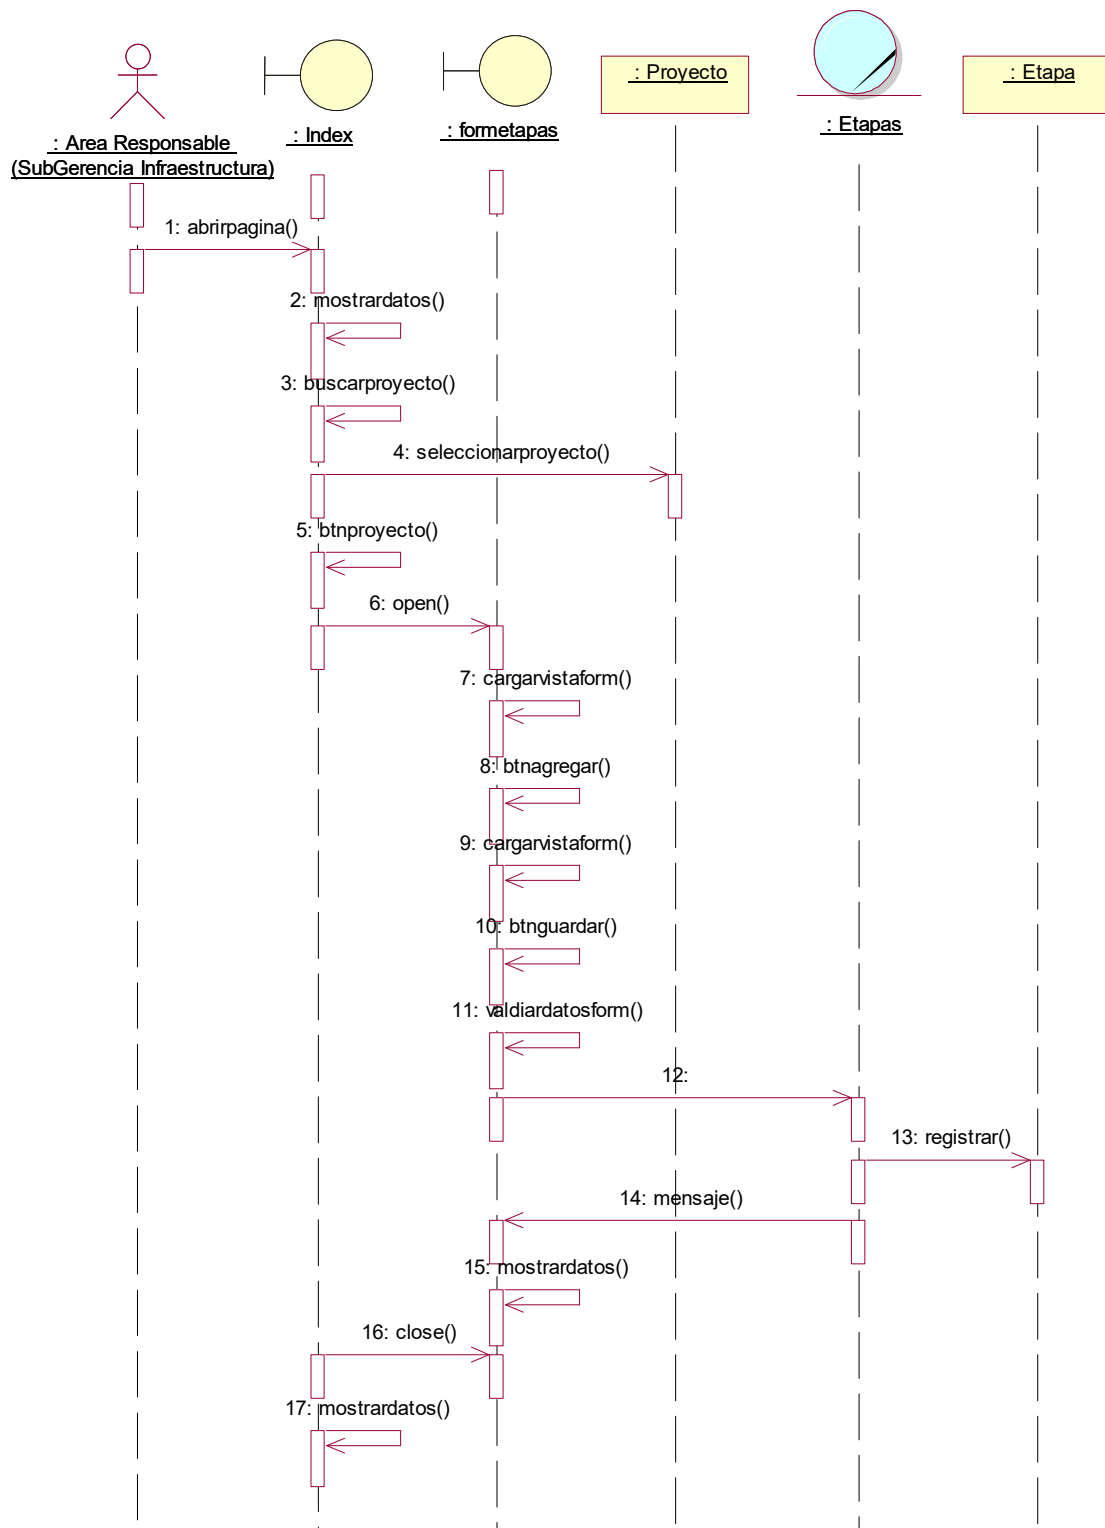 : Area Responsable
(SubGerencia Infraestructura)
: Index
: formetapas
: Proyecto
: Etapas
: Etapa
1: abrirpagina()
2: mostrardatos()
3: buscarproyecto()
4: seleccionarproyecto()
5: btnproyecto()
6: open()
7: cargarvistaform()
8: btnagregar()
9: cargarvistaform()
10: btnguardar()
11: valdiardatosform()
12:
13: registrar()
14: mensaje()
15: mostrardatos()
16: close()
17: mostrardatos()